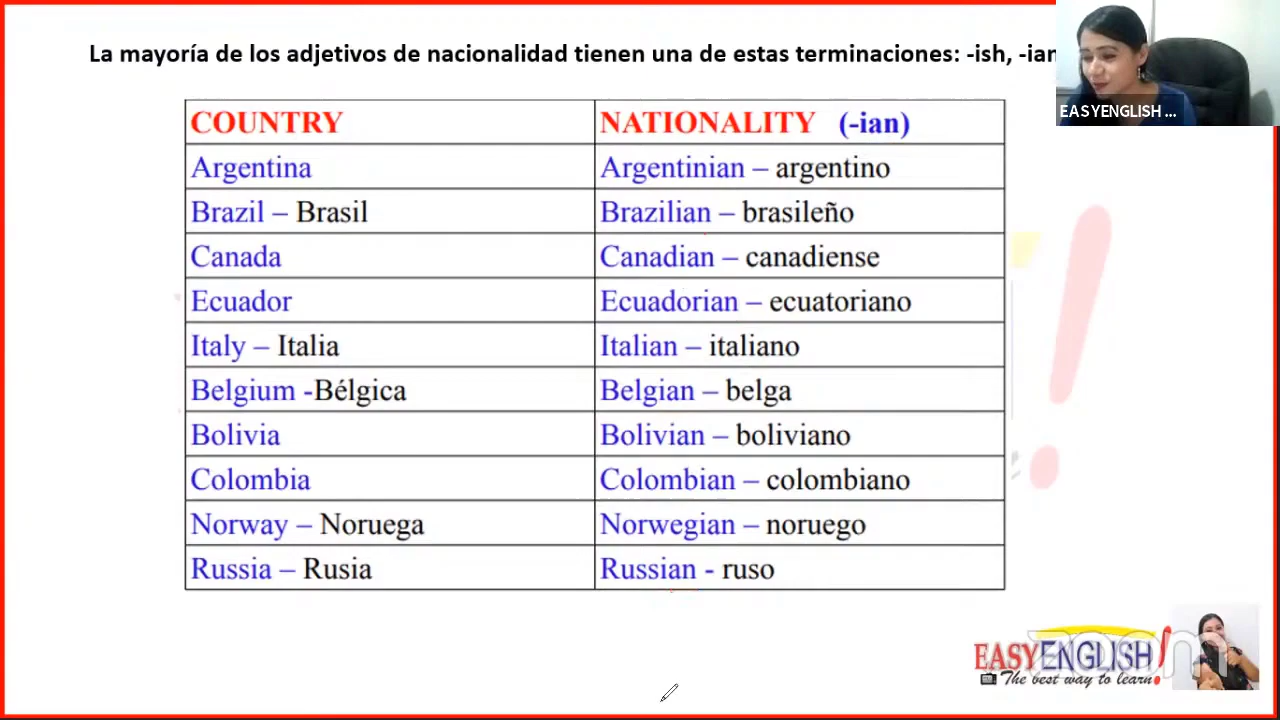 La mayoría de los adjetivos de nacionalidad tienen una de estas terminaciones: -ish, -ian
EASYENGLISH ...
COUNTRY NATIONALITY (-ian)
Argentina Argentinian – argentino
Brazil – Brasil Brazilian – brasileño
Canada Canadian – canadiense
Ecuador Ecuadorian – ecuatoriano
Italy – Italia Italian – italiano
Belgium -Bélgica Belgian – belga
Bolivia Bolivian – boliviano
Colombia Colombian – colombiano
Norway – Noruega Norwegian – noruego
Russia – Rusia Russian - ruso
EASYENGLISH!
zoom
The best way to learn!